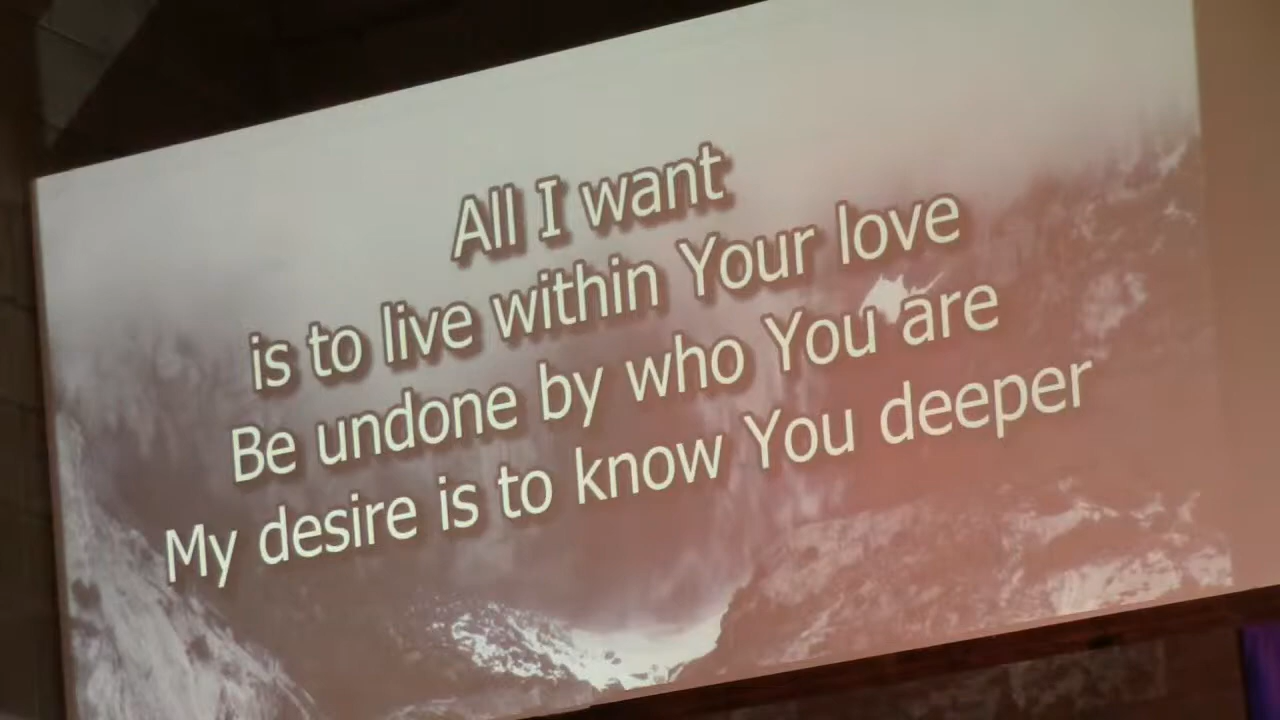 All I want
is to live within Your love
Be undone by who You are
My desire is to know You deeper